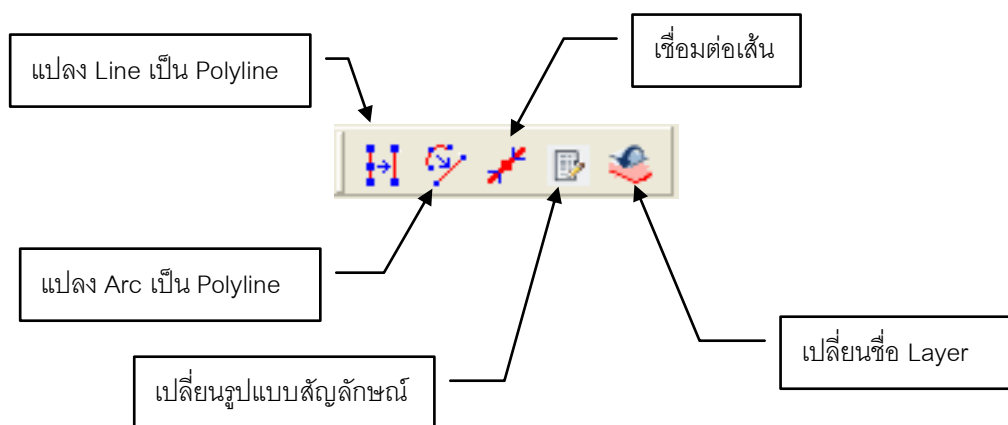 เชื่อมต่อเส้น
แปลง Line เป็น Polyline
แปลง Arc เป็น Polyline
เปลี่ยนชื่อ Layer
เปลี่ยนรูปแบบสัญลักษณ์